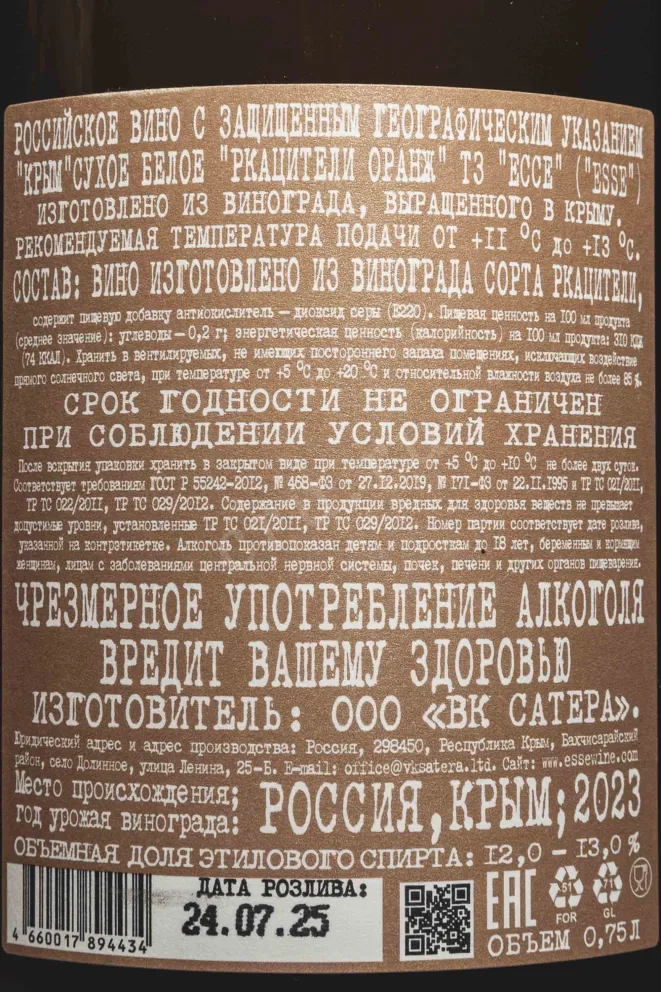 РОССИЙСКОЕ ВИНО С ЗАЩИЩЕННЫМ ГЕОГРАФИЧЕСКИМ УКАЗАНИЕМ
"КРЫМ"СУХОЕ БЕЛОЕ "РКАЦИТЕЛИ ОРАНЖ" ТЗ "ЕССЕ" ("ESSE")
ИЗГОТОВЛЕНО ИЗ ВИНОГРАДА, ВЫРАЩЕННОГО В КРЫМУ.
РЕКОМЕНДУЕМАЯ ТЕМПЕРАТУРА ПОДАЧИ ОТ +11 °С до +13 °С.
СОСТАВ: ВИНО ИЗГОТОВЛЕНО ИЗ ВИНОГРАДА СОРТА РКАЦИТЕЛИ,
содержит пищевую добавку антиокислитель – диоксид серы (Е220). Пищевая ценность на 100 мл продукта
(среднее значение): углеводы – 0,2 г; энергетическая ценность (калорийность) на 100 мл продукта: 310 КДЖ
(74 ККАЛ). Хранить в вентилируемых, не имеющих постороннего запаха помещениях, исключающих воздействие
прямого солнечного света, при температуре от +5 °С до +20 °С и относительной влажности воздуха не более 85 %.
СРОК ГОДНОСТИ НЕ ОГРАНИЧЕН
ПРИ СОБЛЮДЕНИИ УСЛОВИЙ ХРАНЕНИЯ
После вскрытия упаковки хранить в закрытом виде при температуре от +5 °С до +10 °С не более двух суток.
Соответствует требованиям ГОСТ Р 55242-2012, № 468-ФЗ от 27.12.2019, № 171-ФЗ от 22.11.1995 и ТР ТС 021/2011,
ТР ТС 022/2011, ТР ТС 029/2012. Содержание в продукции вредных для здоровья веществ не превышает
допустимые уровни, установленные ТР ТС 021/2011, ТР ТС 029/2012. Номер партии соответствует дате розлива,
указанной на контрэтикетке. Алкоголь противопоказан детям и подросткам до 18 лет, беременным и кормящим
женщинам, лицам с заболеваниями центральной нервной системы, почек, печени и других органов пищеварения.
ЧРЕЗМЕРНОЕ УПОТРЕБЛЕНИЕ АЛКОГОЛЯ
ВРЕДИТ ВАШЕМУ ЗДОРОВЬЮ
ИЗГОТОВИТЕЛЬ: ООО «ВК САТЕРА».
Юридический адрес и адрес производства: Россия, 298450, Республика Крым, Бахчисарайский
район, село Долинное, улица Ленина, 25-Б. E-mail: office@vksatera.ltd. Сайт: www.essewine.com
Место происхождения;
год урожая винограда: РОССИЯ, КРЫМ; 2023
ОБЪЕМНАЯ ДОЛЯ ЭТИЛОВОГО СПИРТА: 12,0 – 13,0 %
ДАТА РОЗЛИВА:
24.07.25
4 660017 894434
EAC
51
FOR
71
GL
ОБЪЕМ 0,75Л